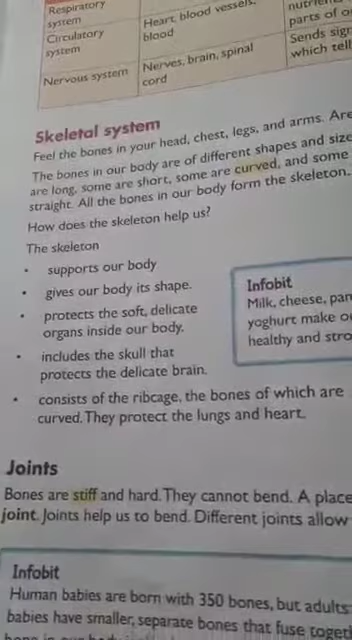 Respiratory
system
Circulatory
system
Heart, blood vessels,
blood
parts of
Nervous system
Nerves, brain, spinal
cord
Sends
which tell
Skeletal system
Feel the bones in your head, chest, legs, and arms. Are
The bones in our body are of different shapes and size
are long, some are short, some are curved, and some
straight. All the bones in our body form the skeleton.
How does the skeleton help us?
The skeleton
• supports our body
• gives our body its shape.
• protects the soft, delicate
organs inside our body.
• includes the skull that
protects the delicate brain.
• consists of the ribcage, the bones of which are
curved. They protect the lungs and heart.
Infobit
Milk, cheese,
yoghurt make
healthy and
Joints
Bones are stiff and hard. They cannot bend. A place
joint. Joints help us to bend. Different joints allow
Infobit
Human babies are born with 350 bones, but adults
babies have smaller, separate bones that fuse